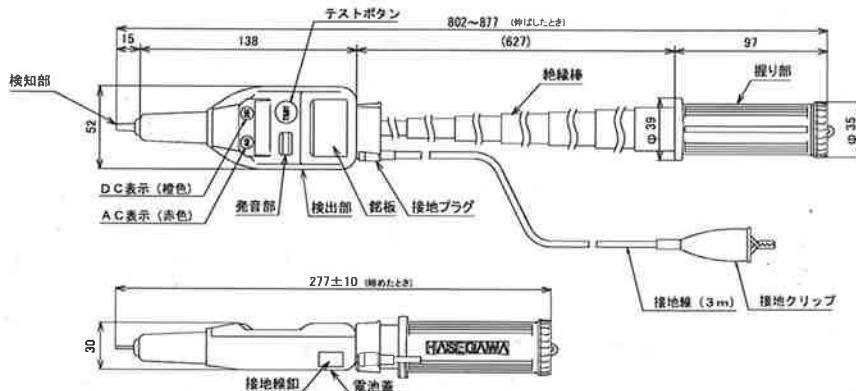 テストボタン
802〜877 (伸ばしたとき)
15
138
(627)
97
検知部
絶縁棒
握り部
52
TEST
Φ39
Φ35
DC表示(橙色)
AC表示(赤色)
発音部
検出部
銘板
接地プラグ
接地線(3m)
接地クリップ
277±10 (縮めたとき)
30
HASEGAWA
接地線釦
電池蓋